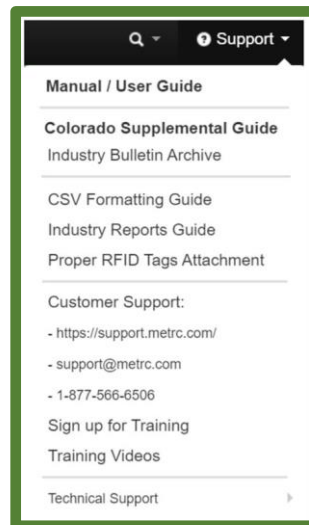 Support
Manual / User Guide
Colorado Supplemental Guide
Industry Bulletin Archive
CSV Formatting Guide
Industry Reports Guide
Proper RFID Tags Attachment
Customer Support:
- https://support.metrc.com/
- support@metrc.com
- 1-877-566-6506
Sign up for Training
Training Videos
Technical Support